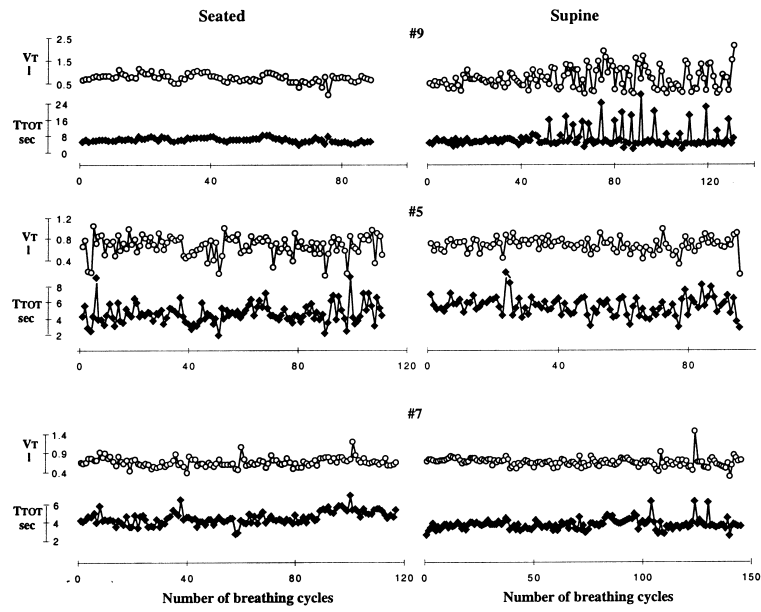 Seated Supine
#9
VT
l
2.5
1.5
0.5
TTOT
sec
24
16
8
0
0 40 80
0 40 80 120
#5
VT
l
1.2
0.8
0.4
TTOT
sec
8
6
4
2
0 40 80 120
0 40 80
#7
VT
l
1.4
0.9
0.4
TTOT
sec
6
4
2
0 40 80 120
0 50 100 150
Number of breathing cycles Number of breathing cycles